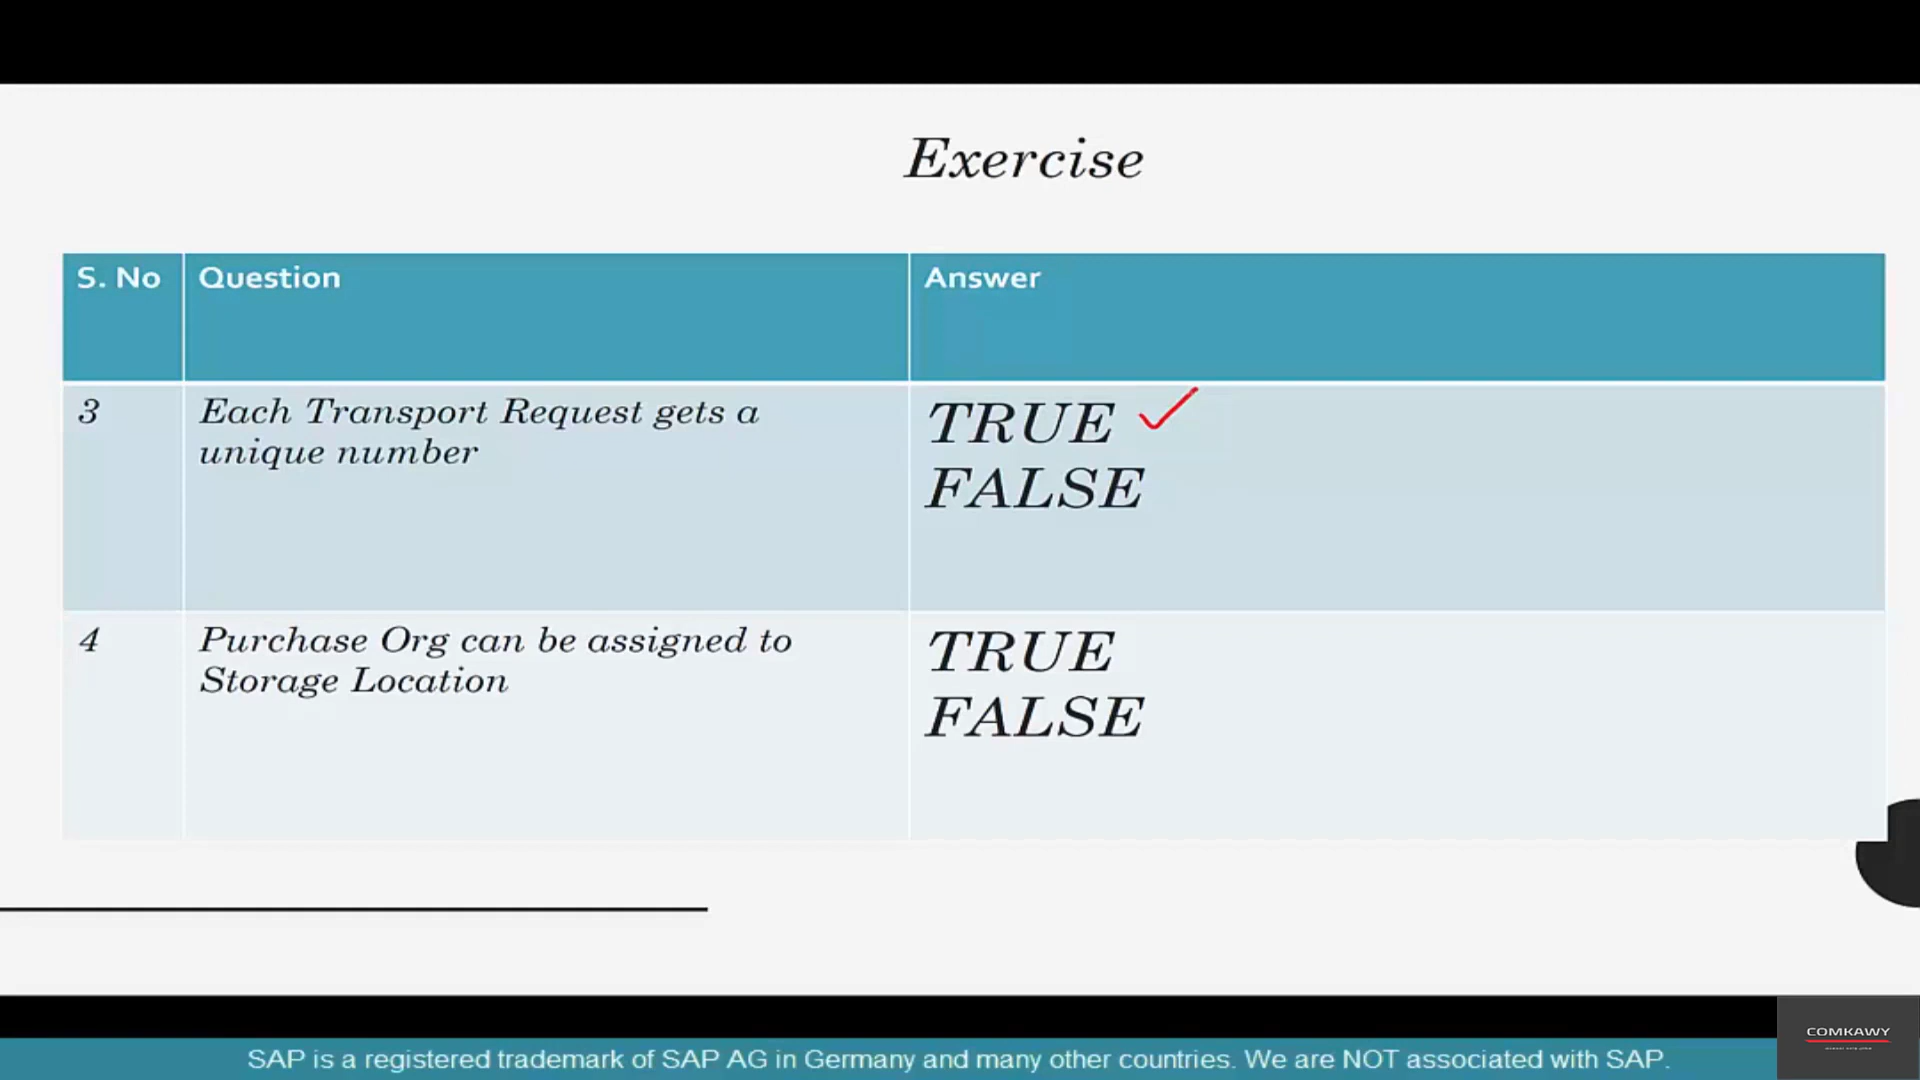 Exercise
S. No Question Answer
3 Each Transport Request gets a unique number TRUE
FALSE
4 Purchase Org can be assigned to Storage Location TRUE
FALSE
COMKAWY
SAP is a registered trademark of SAP AG in Germany and many other countries. We are NOT associated with SAP.